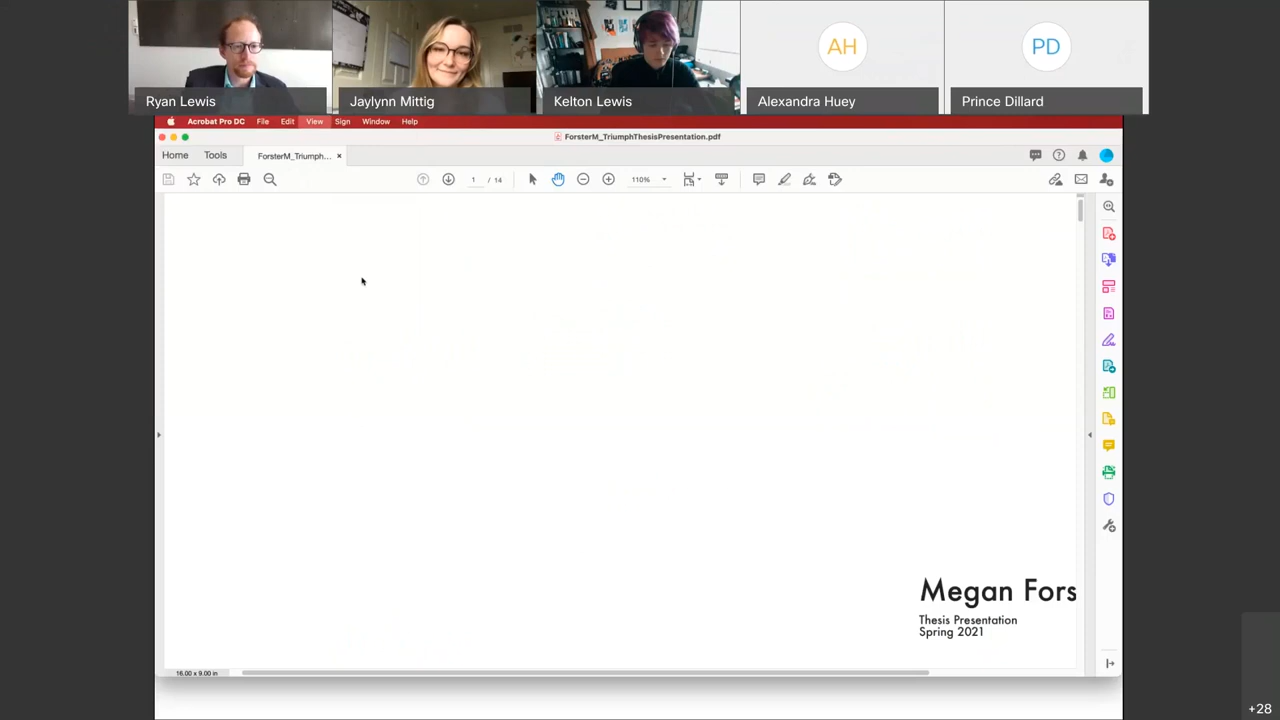 AH
PD
Ryan Lewis
Jaylynn Mittig
Kelton Lewis
Alexandra Huey
Prince Dillard
Acrobat Pro DC File Edit View Sign Window Help
ForsterM_TriumphThesisPresentation.pdf
Home Tools ForsterM_Triumph... ×
1 / 14 110%
Megan Fors
Thesis Presentation
Spring 2021
16.00 x 9.00 in
+28